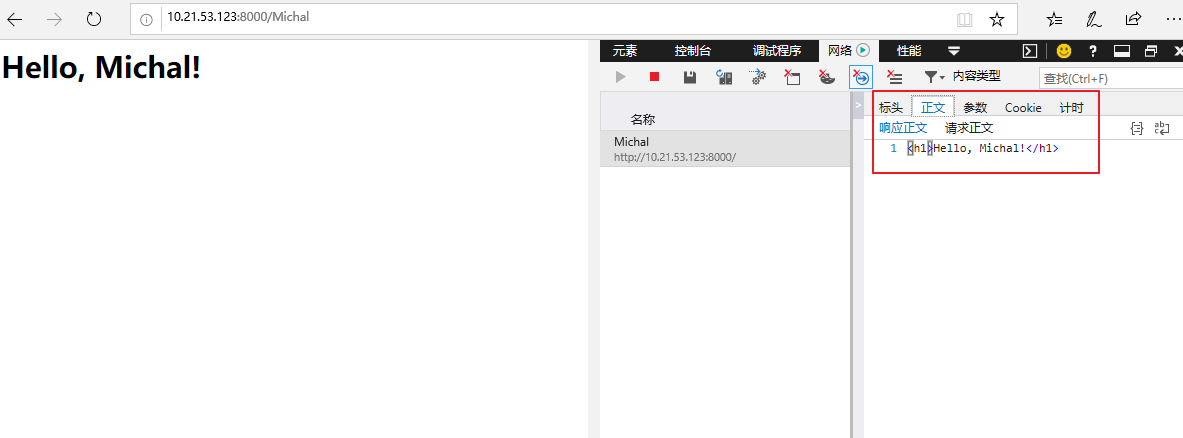 10.21.53.123:8000/Michal
Hello, Michal!
元素 控制台 调试程序 网络 性能
内容类型 查找(Ctrl+F)
名称
Michal
http://10.21.53.123:8000/
标头 正文 参数 Cookie 计时
响应正文 请求正文
1 <h1>Hello, Michal!</h1>